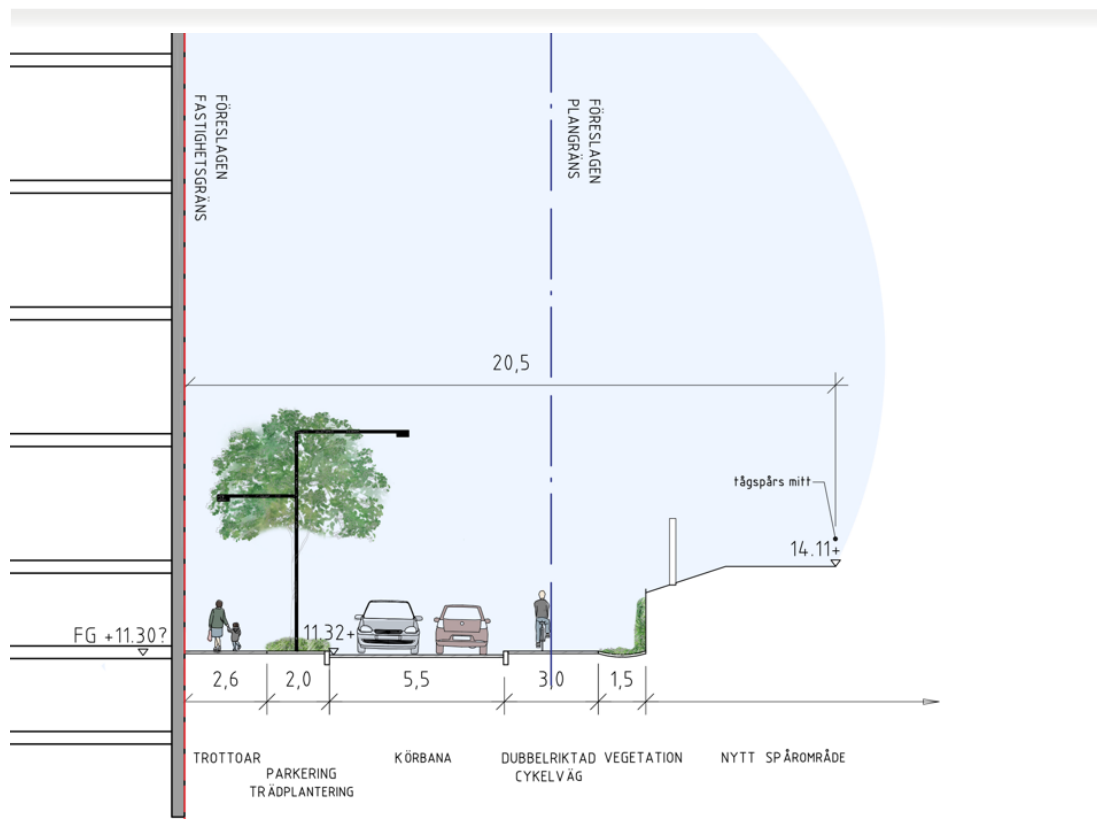 FÖRESLAGEN
FASTIGHETSGRÄNS
FÖRESLAGEN
PLANGRÄNS
20,5
tågspårs mitt
14.11+
FG +11.30?
11.32+
2,6
2,0
5,5
3,0
1,5
TROTTOAR
PARKERING
TRÄDPLANTERING
KÖRBANA
DUBBELRIKTAD
CYKELVÄG
VEGETATION
NYTT SPÅROMRÅDE